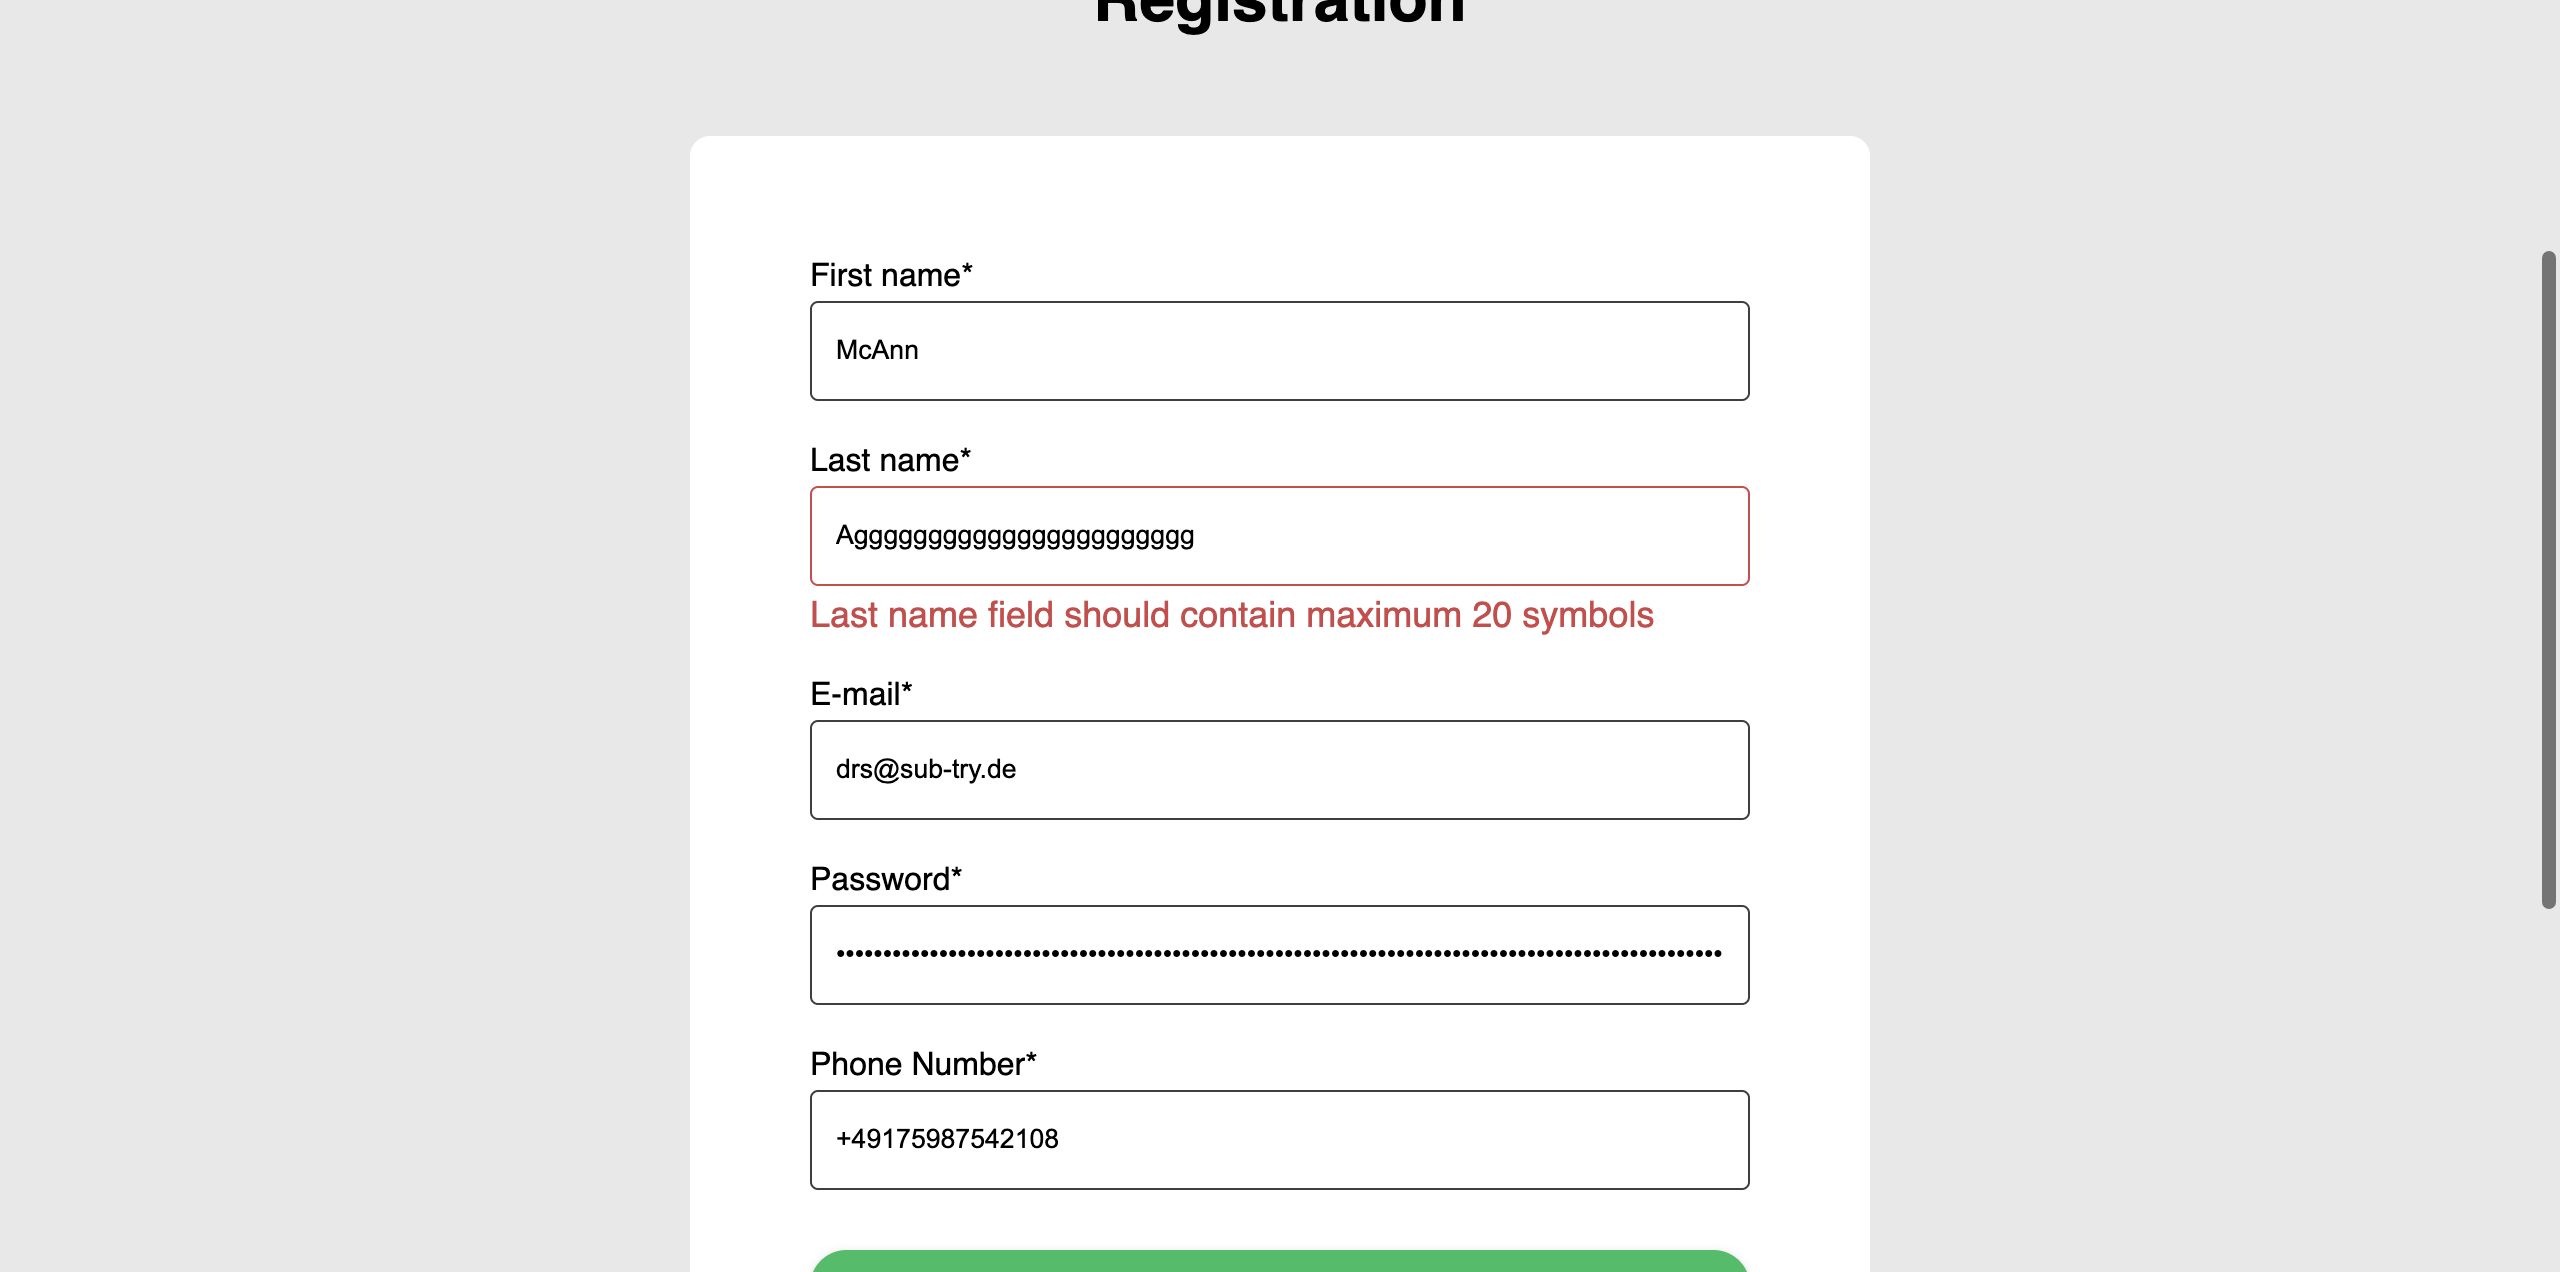 Registration
First name*
McAnn
Last name*
Aggggggggggggggggggggggg
Last name field should contain maximum 20 symbols
E-mail*
drs@sub-try.de
Password*
Phone Number*
+49175987542108